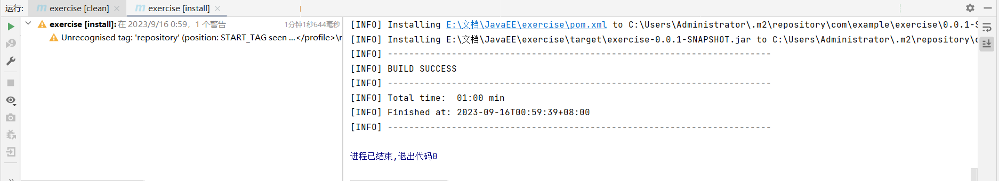 运行: exercise [clean] × exercise [install] ×
exercise [install]: 在 2023/9/16 0:59，1 个警告 1分钟1秒644毫秒
Unrecognised tag: 'repository' (position: START_TAG seen ...</profile>\r
[INFO] Installing E:\文档\JavaEE\exercise\pom.xml to C:\Users\Administrator\.m2\repository\com\example\exercise\0.0.1-S
[INFO] Installing E:\文档\JavaEE\exercise\target\exercise-0.0.1-SNAPSHOT.jar to C:\Users\Administrator\.m2\repository\c
[INFO] ------------------------------------------------------------------------
[INFO] BUILD SUCCESS
[INFO] ------------------------------------------------------------------------
[INFO] Total time:  01:00 min
[INFO] Finished at: 2023-09-16T00:59:39+08:00
[INFO] ------------------------------------------------------------------------
进程已结束,退出代码0